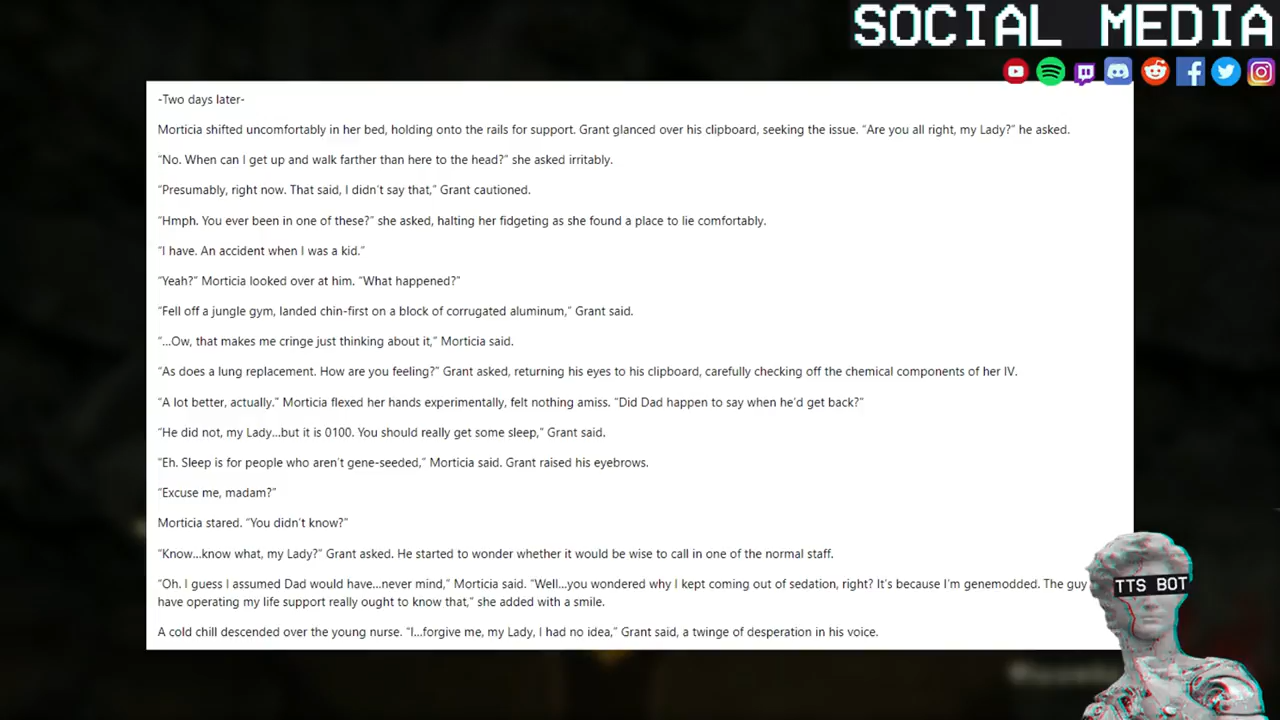 SOCIAL MEDIA
-Two days later-
Morticia shifted uncomfortably in her bed, holding onto the rails for support. Grant glanced over his clipboard, seeking the issue. “Are you all right, my Lady?” he asked.
“No. When can I get up and walk farther than here to the head?” she asked irritably.
“Presumably, right now. That said, I didn’t say that,” Grant cautioned.
“Hmph. You ever been in one of these?” she asked, halting her fidgeting as she found a place to lie comfortably.
“I have. An accident when I was a kid.”
“Yeah?” Morticia looked over at him. “What happened?”
“Fell off a jungle gym, landed chin-first on a block of corrugated aluminum,” Grant said.
“…Ow, that makes me cringe just thinking about it,” Morticia said.
“As does a lung replacement. How are you feeling?” Grant asked, returning his eyes to his clipboard, carefully checking off the chemical components of her IV.
“A lot better, actually.” Morticia flexed her hands experimentally, felt nothing amiss. “Did Dad happen to say when he’d get back?”
“He did not, my Lady…but it is 0100. You should really get some sleep,” Grant said.
“Eh. Sleep is for people who aren’t gene-seeded,” Morticia said. Grant raised his eyebrows.
“Excuse me, madam?”
Morticia stared. “You didn’t know?”
“Know…know what, my Lady?” Grant asked. He started to wonder whether it would be wise to call in one of the normal staff.
“Oh. I guess I assumed Dad would have…never mind,” Morticia said. “Well…you wondered why I kept coming out of sedation, right? It’s because I’m genemodded. The guy
have operating my life support really ought to know that,” she added with a smile.
A cold chill descended over the young nurse. “I…forgive me, my Lady, I had no idea,” Grant said, a twinge of desperation in his voice.
TTS BOT